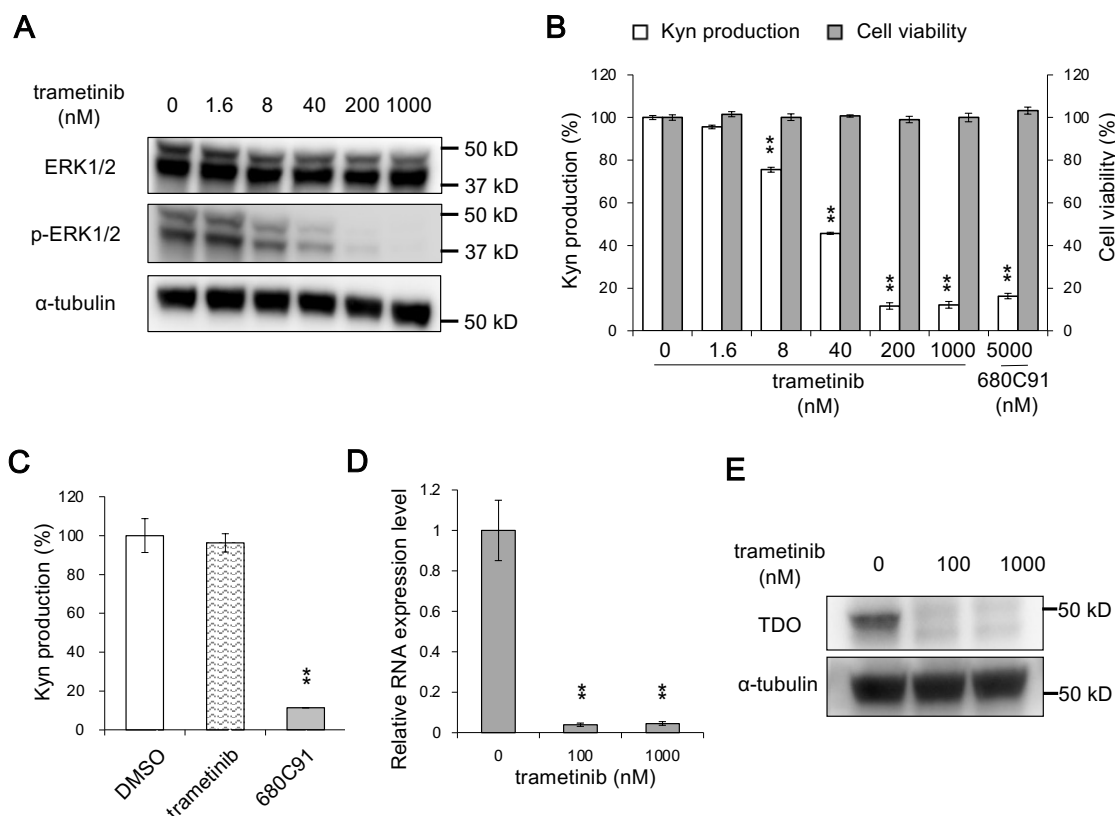 A
trametinib
(nM)
0 1.6 8 40 200 1000
ERK1/2
50 kD
37 kD
p-ERK1/2
50 kD
37 kD
α-tubulin
50 kD
B
Kyn production
Cell viability
Kyn production (%)
120
100
80
60
40
20
0
**
**
**
**
**
120
100
80
60
40
20
0
Cell viability (%)
0 1.6 8 40 200 1000 5000
trametinib
(nM)
680C91
(nM)
C
Kyn production (%)
120
100
80
60
40
20
0
**
DMSO
trametinib
680C91
D
Relative RNA expression level
1.2
1
0.8
0.6
0.4
0.2
0
**
**
0 100 1000
trametinib (nM)
E
trametinib
(nM)
0 100 1000
TDO
50 kD
α-tubulin
50 kD